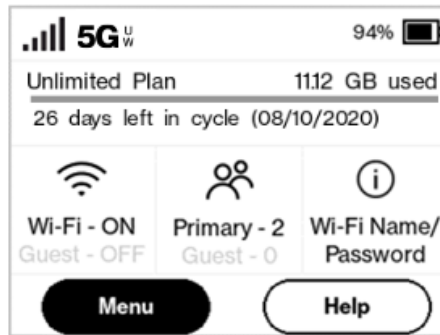 5G UW 94%
Unlimited Plan 11.12 GB used
26 days left in cycle (08/10/2020)
Wi-Fi - ON Primary - 2 Wi-Fi Name/
Guest - OFF Guest - 0 Password
Menu Help